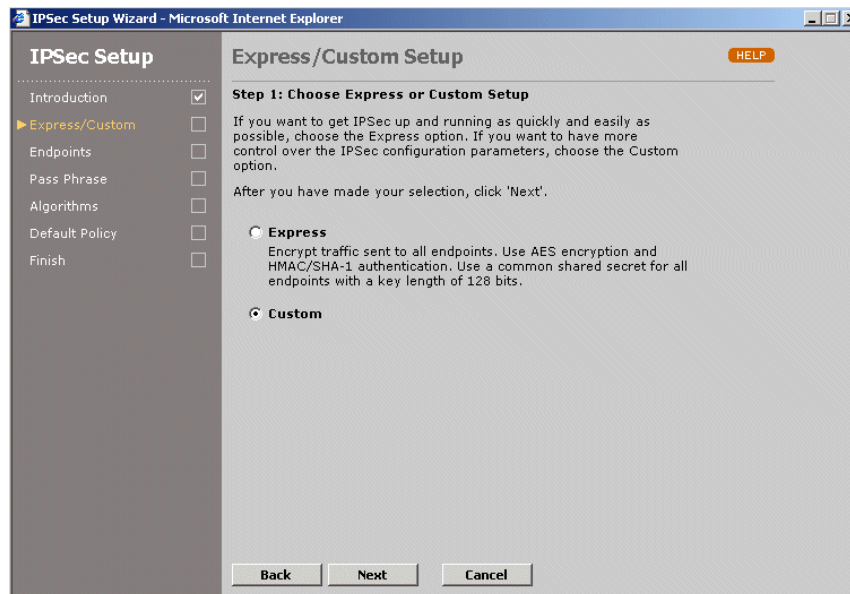 IPSec Setup Wizard - Microsoft Internet Explorer
IPSec Setup
Introduction
Express/Custom
Endpoints
Pass Phrase
Algorithms
Default Policy
Finish
Express/Custom Setup
HELP
Step 1: Choose Express or Custom Setup
If you want to get IPSec up and running as quickly and easily as
possible, choose the Express option. If you want to have more
control over the IPSec configuration parameters, choose the Custom
option.
After you have made your selection, click 'Next'.
Express
Encrypt traffic sent to all endpoints. Use AES encryption and
HMAC/SHA-1 authentication. Use a common shared secret for all
endpoints with a key length of 128 bits.
Custom
Back
Next
Cancel